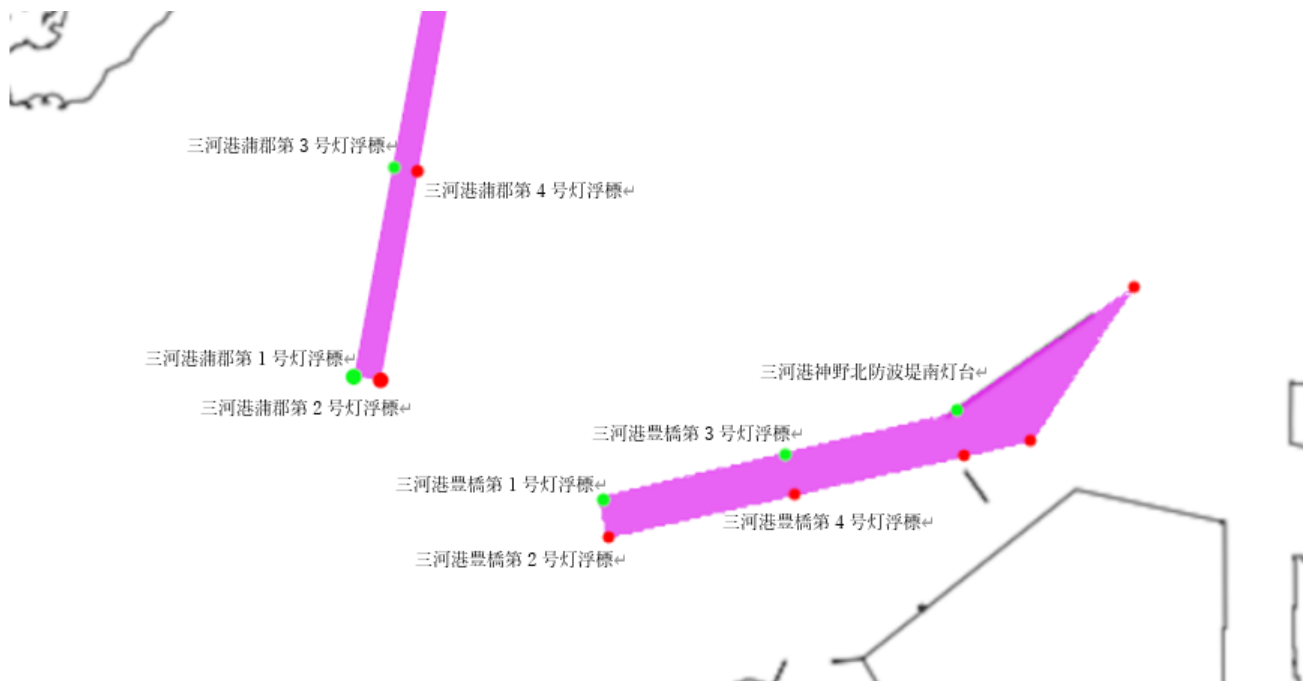 三河港蒲郡第 3 号灯浮標↵
三河港蒲郡第 4 号灯浮標↵
三河港蒲郡第 1 号灯浮標↵
三河港蒲郡第 2 号灯浮標↵
三河港神野北防波堤南灯台↵
三河港豊橋第 3 号灯浮標↵
三河港豊橋第 1 号灯浮標↵
三河港豊橋第 4 号灯浮標↵
三河港豊橋第 2 号灯浮標↵